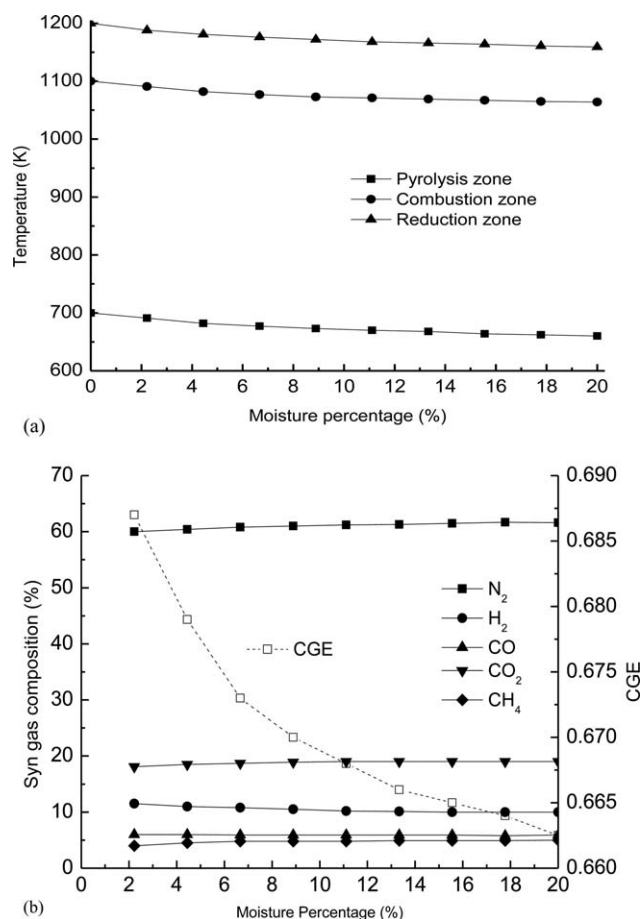 1200
1100
1000
900
800
700
600
Temperature (K)
Pyrolysis zone
Combustion zone
Reduction zone
0 2 4 6 8 10 12 14 16 18 20
Moisture percentage (%)
(a)
70
60
50
40
30
20
10
0
Syn gas composition (%)
CGE
N₂
H₂
CO
CO₂
CH₄
0.690
0.685
0.680
0.675
0.670
0.665
0.660
CGE
0 2 4 6 8 10 12 14 16 18 20
Moisture Percentage (%)
(b)